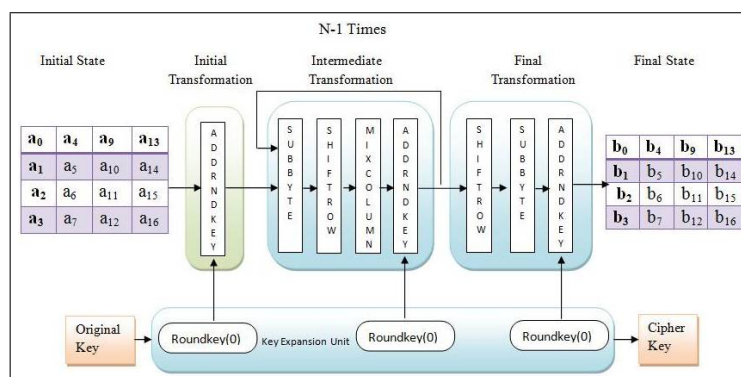 N-1 Times
Initial State
Initial Transformation
Intermediate Transformation
Final Transformation
Final State
a0 a4 a9 a13
a1 a5 a10 a14
a2 a6 a11 a15
a3 a7 a12 a16
ADDRNDKEY
SUBBYTE
SHIFTROW
MIXCOLUMN
ADDRNDKEY
SHIFTROW
SUBBYTE
ADDRNDKEY
b0 b4 b9 b13
b1 b5 b10 b14
b2 b6 b11 b15
b3 b7 b12 b16
Original Key
Roundkey(0)
Key Expansion Unit
Roundkey(0)
Roundkey(0)
Cipher Key